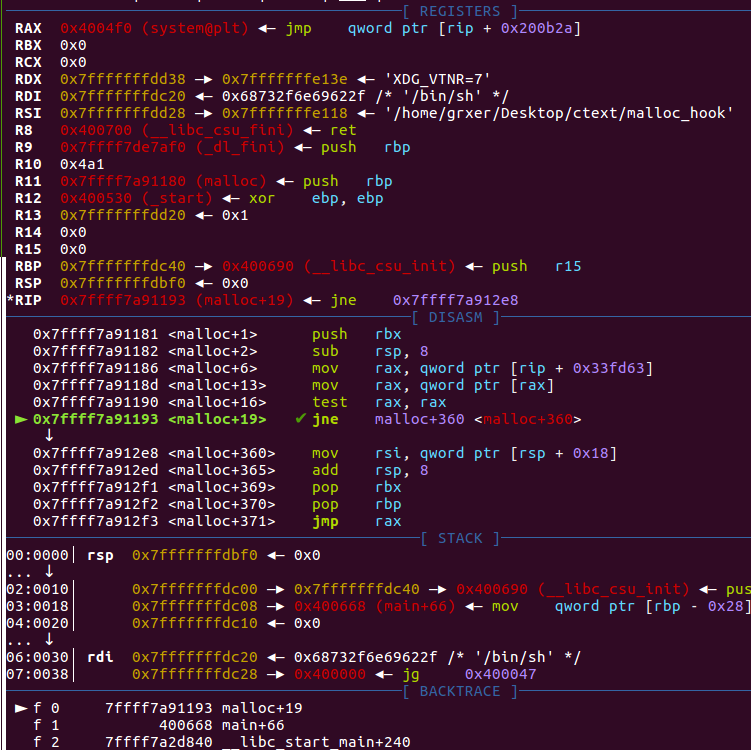 [ REGISTERS ]
RAX 0x4004f0 (system@plt) ◂— jmp qword ptr [rip + 0x200b2a]
RBX 0x0
RCX 0x0
RDX 0x7fffffffdd38 —▸ 0x7fffffffe13e ◂— 'XDG_VTNR=7'
RDI 0x7fffffffdc20 ◂— 0x68732f6e69622f /* '/bin/sh' */
RSI 0x7fffffffdd28 —▸ 0x7fffffffe118 ◂— '/home/grxer/Desktop/ctext/malloc_hook'
R8 0x400700 (__libc_csu_fini) ◂— ret
R9 0x7ffff7de7af0 (_dl_fini) ◂— push rbp
R10 0x4a1
R11 0x7ffff7a91180 (malloc) ◂— push rbp
R12 0x400530 (_start) ◂— xor ebp, ebp
R13 0x7fffffffdd20 ◂— 0x1
R14 0x0
R15 0x0
RBP 0x7fffffffdc40 —▸ 0x400690 (__libc_csu_init) ◂— push r15
RSP 0x7fffffffdbf0 ◂— 0x0
*RIP 0x7ffff7a91193 (malloc+19) ◂— jne 0x7ffff7a912e8
[ DISASM ]
0x7ffff7a91181 <malloc+1> push rbx
0x7ffff7a91182 <malloc+2> sub rsp, 8
0x7ffff7a91186 <malloc+6> mov rax, qword ptr [rip + 0x33fd63]
0x7ffff7a9118d <malloc+13> mov rax, qword ptr [rax]
0x7ffff7a91190 <malloc+16> test rax, rax
► 0x7ffff7a91193 <malloc+19> ✔ jne malloc+360 <malloc+360>
↓
0x7ffff7a912e8 <malloc+360> mov rsi, qword ptr [rsp + 0x18]
0x7ffff7a912ed <malloc+365> add rsp, 8
0x7ffff7a912f1 <malloc+369> pop rbx
0x7ffff7a912f2 <malloc+370> pop rbp
0x7ffff7a912f3 <malloc+371> jmp rax
[ STACK ]
00:0000│ rsp 0x7fffffffdbf0 ◂— 0x0
... ↓
02:0010│ 0x7fffffffdc00 —▸ 0x7fffffffdc40 —▸ 0x400690 (__libc_csu_init) ◂— pus
03:0018│ 0x7fffffffdc08 —▸ 0x400668 (main+66) ◂— mov qword ptr [rbp - 0x28]
04:0020│ 0x7fffffffdc10 ◂— 0x0
... ↓
06:0030│ rdi 0x7fffffffdc20 ◂— 0x68732f6e69622f /* '/bin/sh' */
07:0038│ 0x7fffffffdc28 —▸ 0x400000 ◂— jg 0x400047
[ BACKTRACE ]
► f 0 7ffff7a91193 malloc+19
f 1 400668 main+66
f 2 7ffff7a2d840 __libc_start_main+240